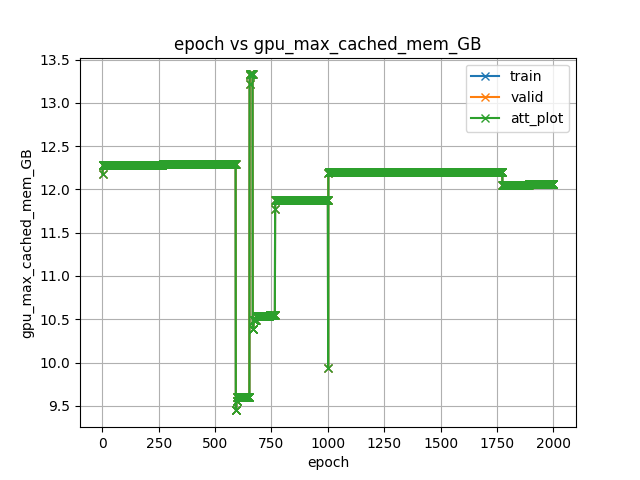 epoch vs gpu_max_cached_mem_GB
13.5
13.0
12.5
12.0
11.5
11.0
10.5
10.0
9.5
gpu_max_cached_mem_GB
train
valid
att_plot
0 250 500 750 1000 1250 1500 1750 2000
epoch